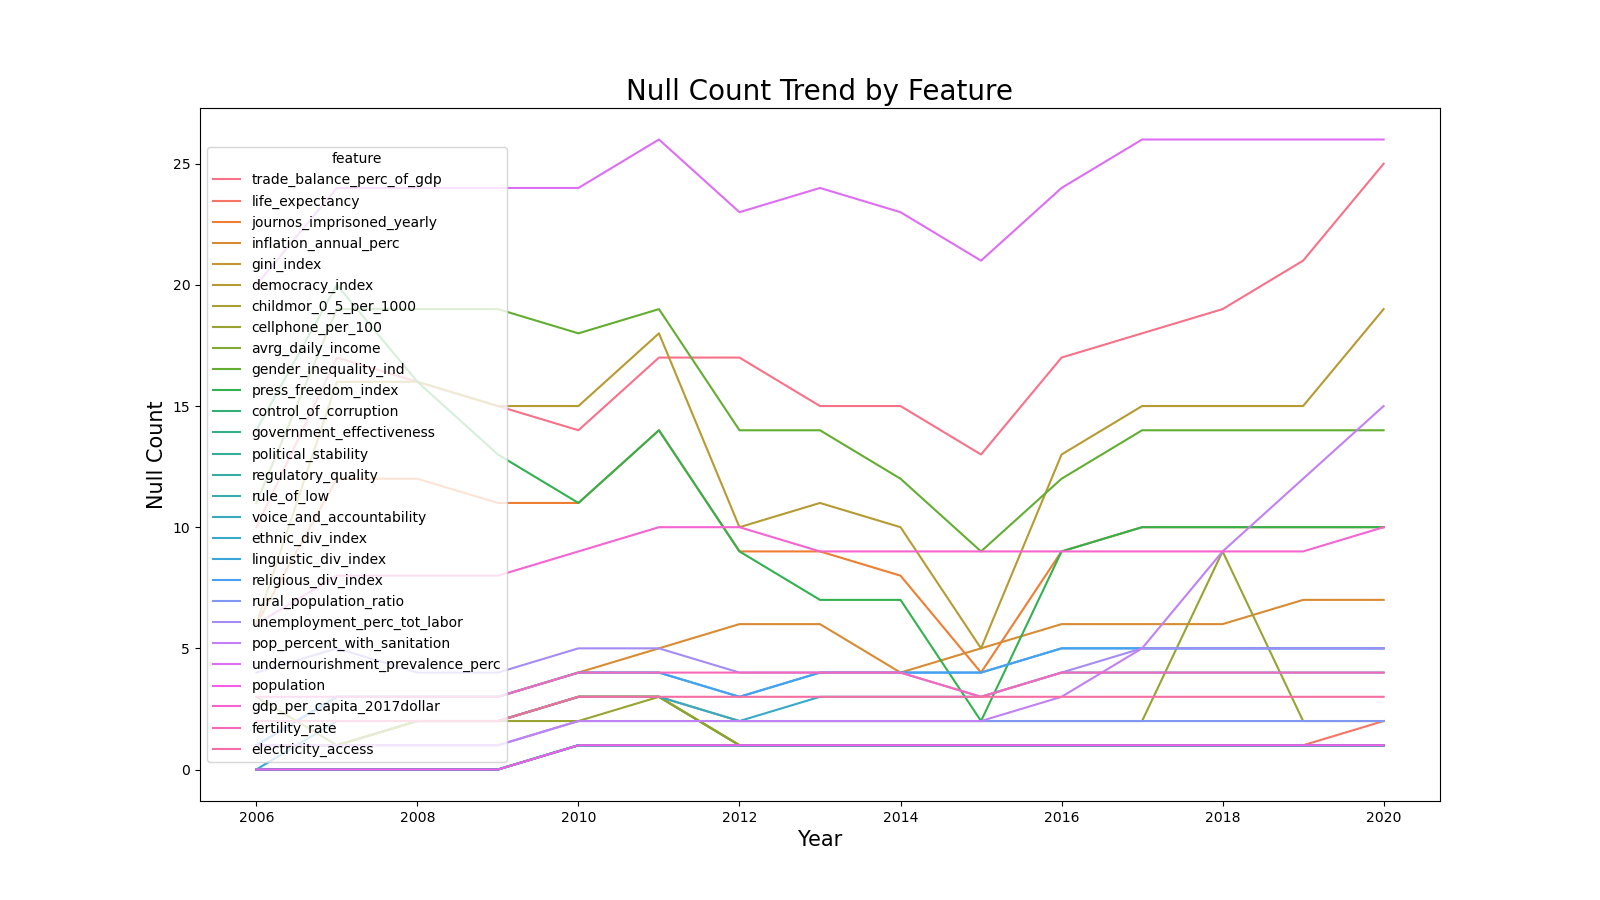 Null Count Trend by Feature
Null Count
25
20
15
10
5
0
feature
trade_balance_perc_of_gdp
life_expectancy
journos_imprisoned_yearly
inflation_annual_perc
gini_index
democracy_index
childmor_0_5_per_1000
cellphone_per_100
avrg_daily_income
gender_inequality_ind
press_freedom_index
control_of_corruption
government_effectiveness
political_stability
regulatory_quality
rule_of_low
voice_and_accountability
ethnic_div_index
linguistic_div_index
religious_div_index
rural_population_ratio
unemployment_perc_tot_labor
pop_percent_with_sanitation
undernourishment_prevalence_perc
population
gdp_per_capita_2017dollar
fertility_rate
electricity_access
2006 2008 2010 2012 2014 2016 2018 2020
Year